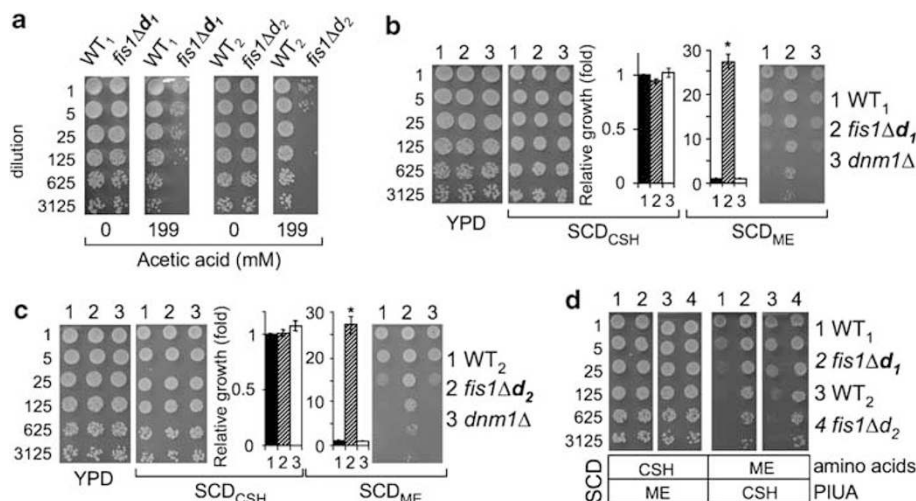 a
WT1 fis1Δd1 WT1 fis1Δd1 WT2 fis1Δd2 WT2 fis1Δd2
dilution
1
5
25
125
625
3125
0 199 0 199
Acetic acid (mM)
b
1 2 3 1 2 3 1 2 3
Relative growth (fold)
1
0.5
0
30
20
10
0
*
1 2 3 1 2 3
1 WT1
2 fis1Δd1
3 dnm1Δ
1
5
25
125
625
3125
YPD SCDCSH SCDME
c
1 2 3 1 2 3 1 2 3
Relative growth (fold)
1
0.5
0
30
20
10
0
*
1 2 3 1 2 3
1 WT2
2 fis1Δd2
3 dnm1Δ
1
5
25
125
625
3125
YPD SCDCSH SCDME
d
1 2 3 4 1 2 3 4
1
5
25
125
625
3125
1 WT1
2 fis1Δd1
3 WT2
4 fis1Δd2
SCD
CSH ME amino acids
ME CSH PIUA